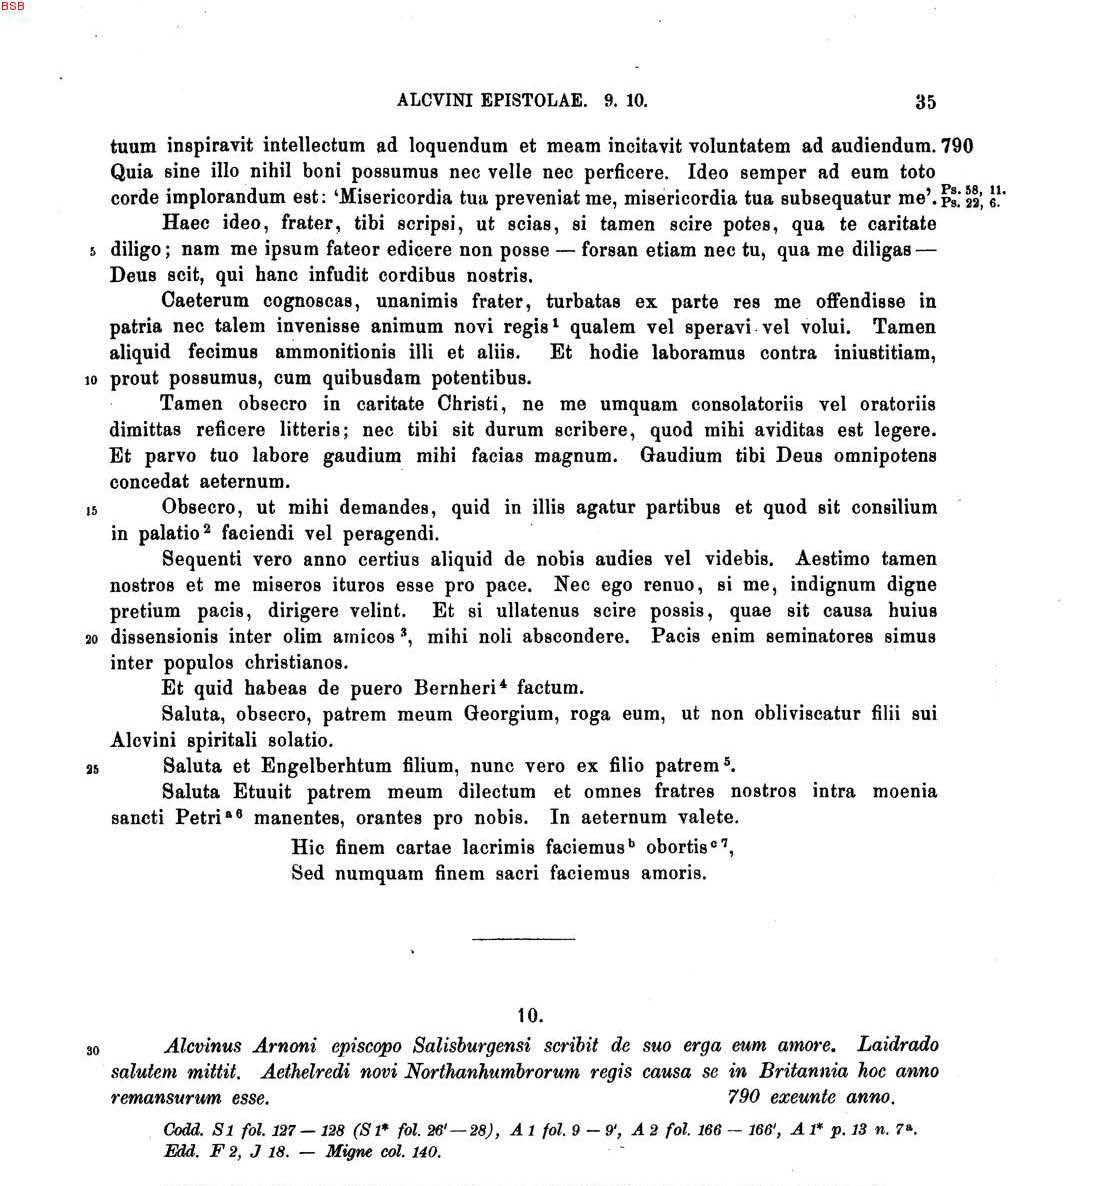 BSB
ALCVINI EPISTOLAE. 9. 10. 35
tuum inspiravit intellectum ad loquendum et meam incitavit voluntatem ad audiendum. 790
Quia sine illo nihil boni possumus nec velle nec perficere. Ideo semper ad eum toto
corde implorandum est: ‘Misericordia tua preveniat me, misericordia tua subsequatur me’. Ps. 58, 11. Ps. 22, 6.
Haec ideo, frater, tibi scripsi, ut scias, si tamen scire potes, qua te caritate
5 diligo; nam me ipsum fateor edicere non posse — forsan etiam nec tu, qua me diligas —
Deus scit, qui hanc infudit cordibus nostris.
Caeterum cognoscas, unanimis frater, turbatas ex parte res me offendisse in
patria nec talem invenisse animum novi regis¹ qualem vel speravi vel volui. Tamen
aliquid fecimus ammonitionis illi et aliis. Et hodie laboramus contra iniustitiam,
10 prout possumus, cum quibusdam potentibus.
Tamen obsecro in caritate Christi, ne me umquam consolatoriis vel oratoriis
dimittas reficere litteris; nec tibi sit durum scribere, quod mihi aviditas est legere.
Et parvo tuo labore gaudium mihi facias magnum. Gaudium tibi Deus omnipotens
concedat aeternum.
15 Obsecro, ut mihi demandes, quid in illis agatur partibus et quod sit consilium
in palatio² faciendi vel peragendi.
Sequenti vero anno certius aliquid de nobis audies vel videbis. Aestimo tamen
nostros et me miseros ituros esse pro pace. Nec ego renuo, si me, indignum digne
pretium pacis, dirigere velint. Et si ullatenus scire possis, quae sit causa huius
20 dissensionis inter olim amicos³, mihi noli abscondere. Pacis enim seminatores simus
inter populos christianos.
Et quid habeas de puero Bernheri⁴ factum.
Saluta, obsecro, patrem meum Georgium, roga eum, ut non obliviscatur filii sui
Alcvini spiritali solatio.
25 Saluta et Engelberhtum filium, nunc vero ex filio patrem⁵.
Saluta Etuuit patrem meum dilectum et omnes fratres nostros intra moenia
sancti Petriᵃ⁶ manentes, orantes pro nobis. In aeternum valete.
Hic finem cartae lacrimis faciemusᵇ obortisᶜ⁷,
Sed numquam finem sacri faciemus amoris.
10.
30 Alcvinus Arnoni episcopo Salisburgensi scribit de suo erga eum amore. Laidrado
salutem mittit. Aethelredi novi Northanhumbrorum regis causa se in Britannia hoc anno
remansurum esse. 790 exeunte anno.
Codd. S 1 fol. 127 — 128 (S 1* fol. 26' — 28), A 1 fol. 9 — 9', A 2 fol. 166 — 166', A 1* p. 13 n. 7ᵃ.
Edd. F 2, J 18. — Migne col. 140.